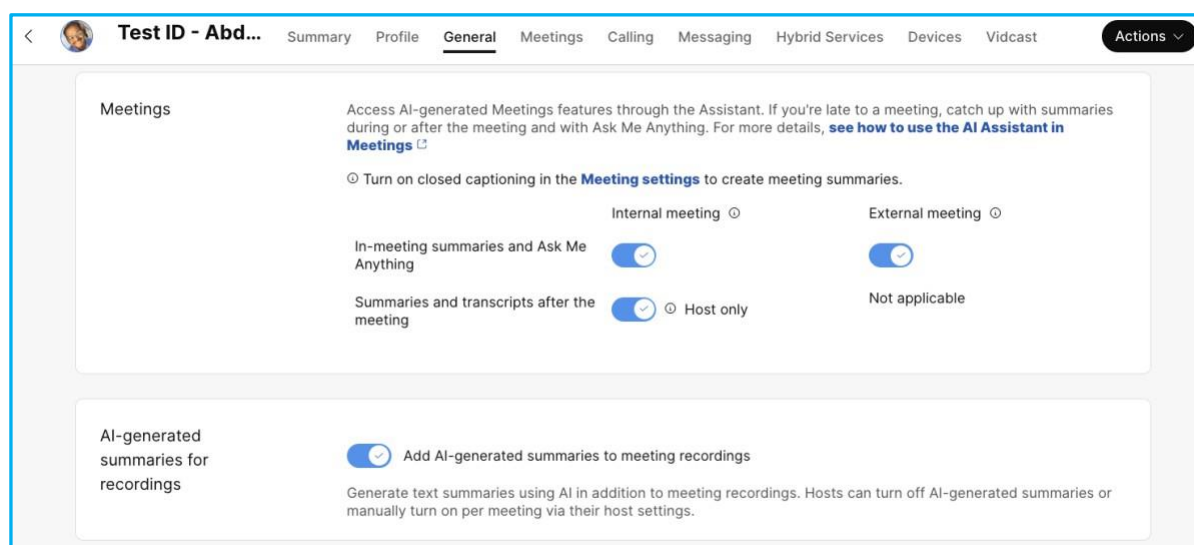 Test ID - Abd...
Summary Profile General Meetings Calling Messaging Hybrid Services Devices Vidcast
Actions
Meetings
Access AI-generated Meetings features through the Assistant. If you're late to a meeting, catch up with summaries
during or after the meeting and with Ask Me Anything. For more details, see how to use the AI Assistant in
Meetings
Turn on closed captioning in the Meeting settings to create meeting summaries.
Internal meeting External meeting
In-meeting summaries and Ask Me
Anything
Summaries and transcripts after the
meeting
Host only
Not applicable
AI-generated
summaries for
recordings
Add AI-generated summaries to meeting recordings
Generate text summaries using AI in addition to meeting recordings. Hosts can turn off AI-generated summaries or
manually turn on per meeting via their host settings.